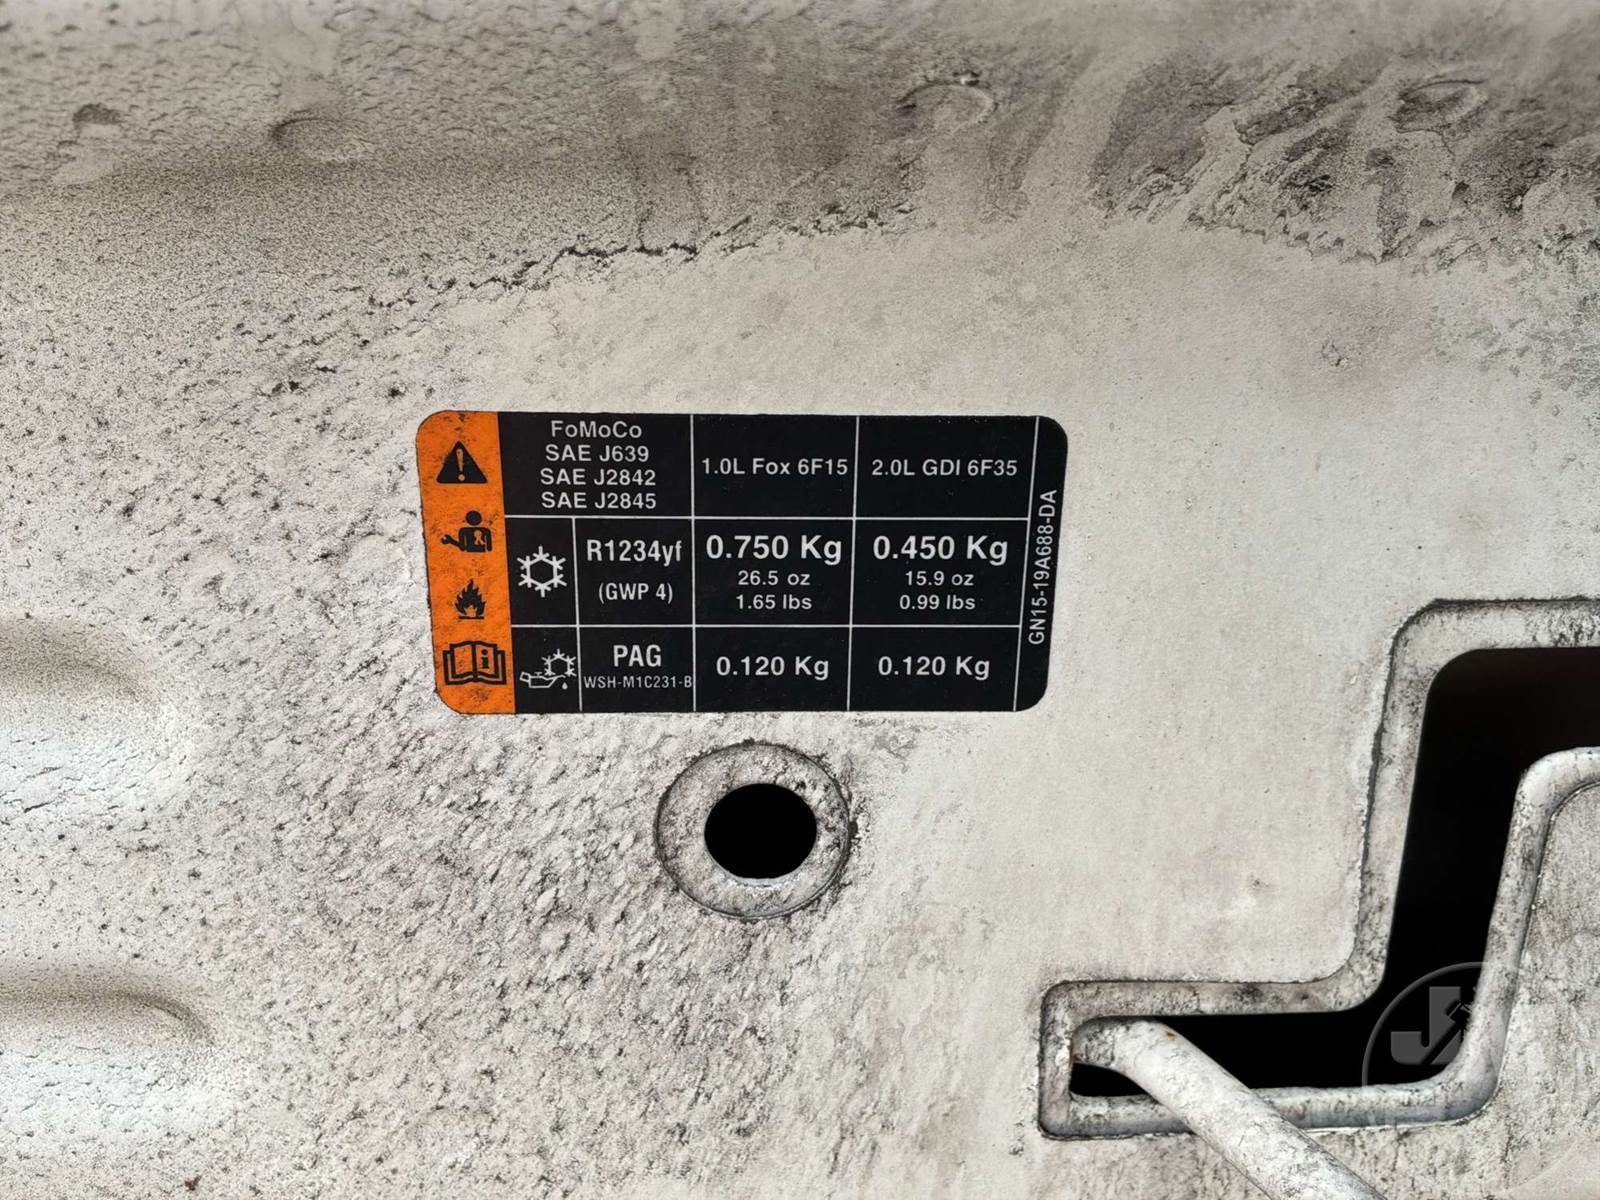 FoMoCo
SAE J639
SAE J2842
SAE J2845
1.0L Fox 6F15
2.0L GDI 6F35
R1234yf
(GWP 4)
0.750 Kg
26.5 oz
1.65 lbs
0.450 Kg
15.9 oz
0.99 lbs
PAG
WSH-M1C231-B
0.120 Kg
0.120 Kg
GN15-19A688-DA
J